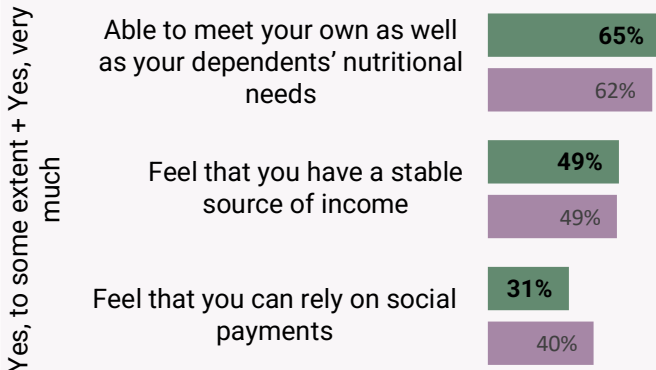 Yes, to some extent + Yes, very
much
Able to meet your own as well
as your dependents’ nutritional
needs
65%
62%
Feel that you have a stable
source of income
49%
49%
Feel that you can rely on social
payments
31%
40%